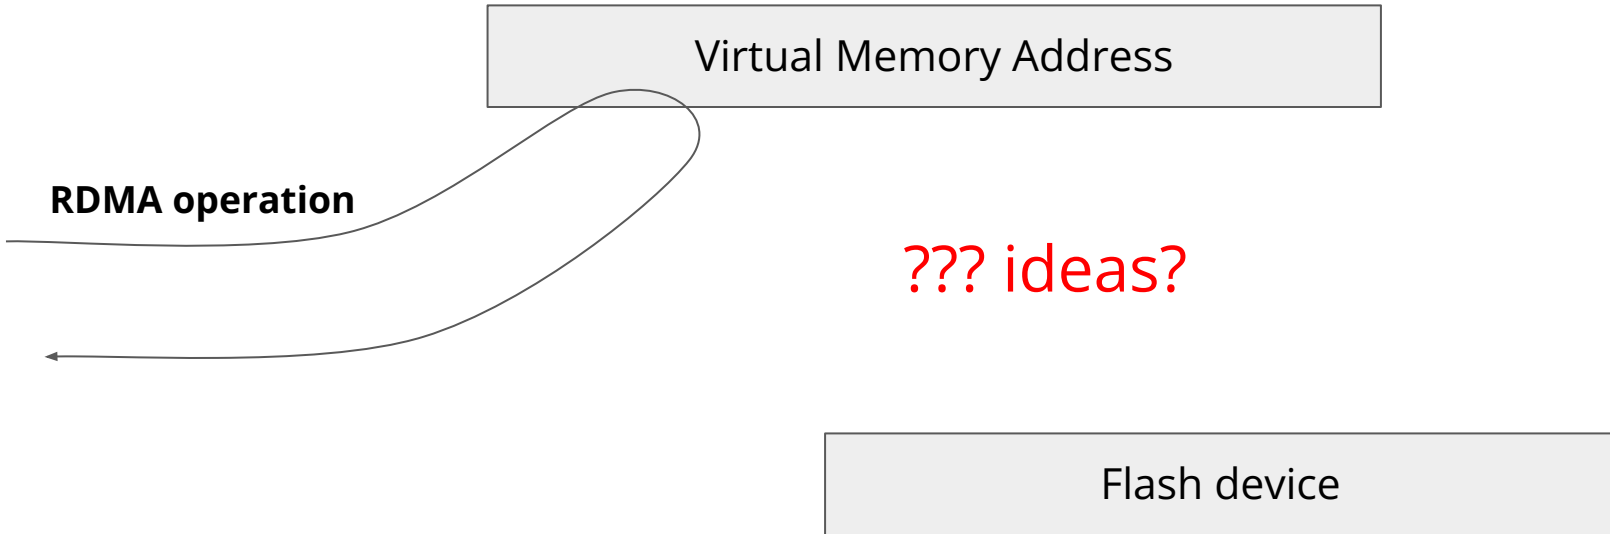 Virtual Memory Address
RDMA operation
??? ideas?
Flash device